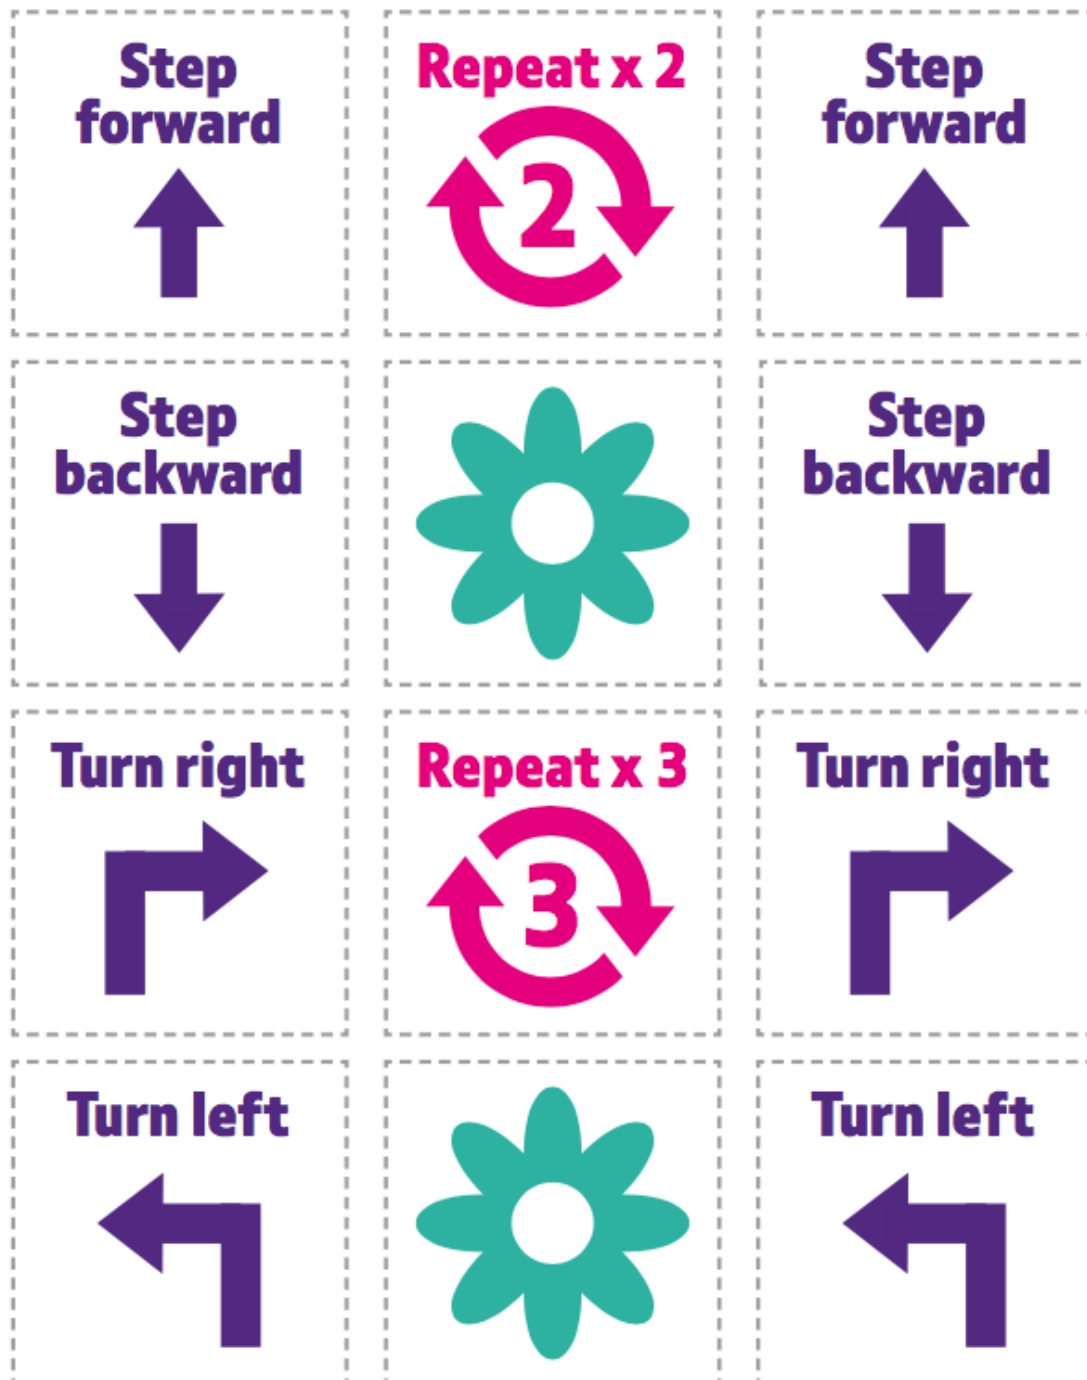 Step
forward
Repeat x 2
2
Step
forward
Step
backward
Step
backward
Turn right
Repeat x 3
3
Turn right
Turn left
Turn left